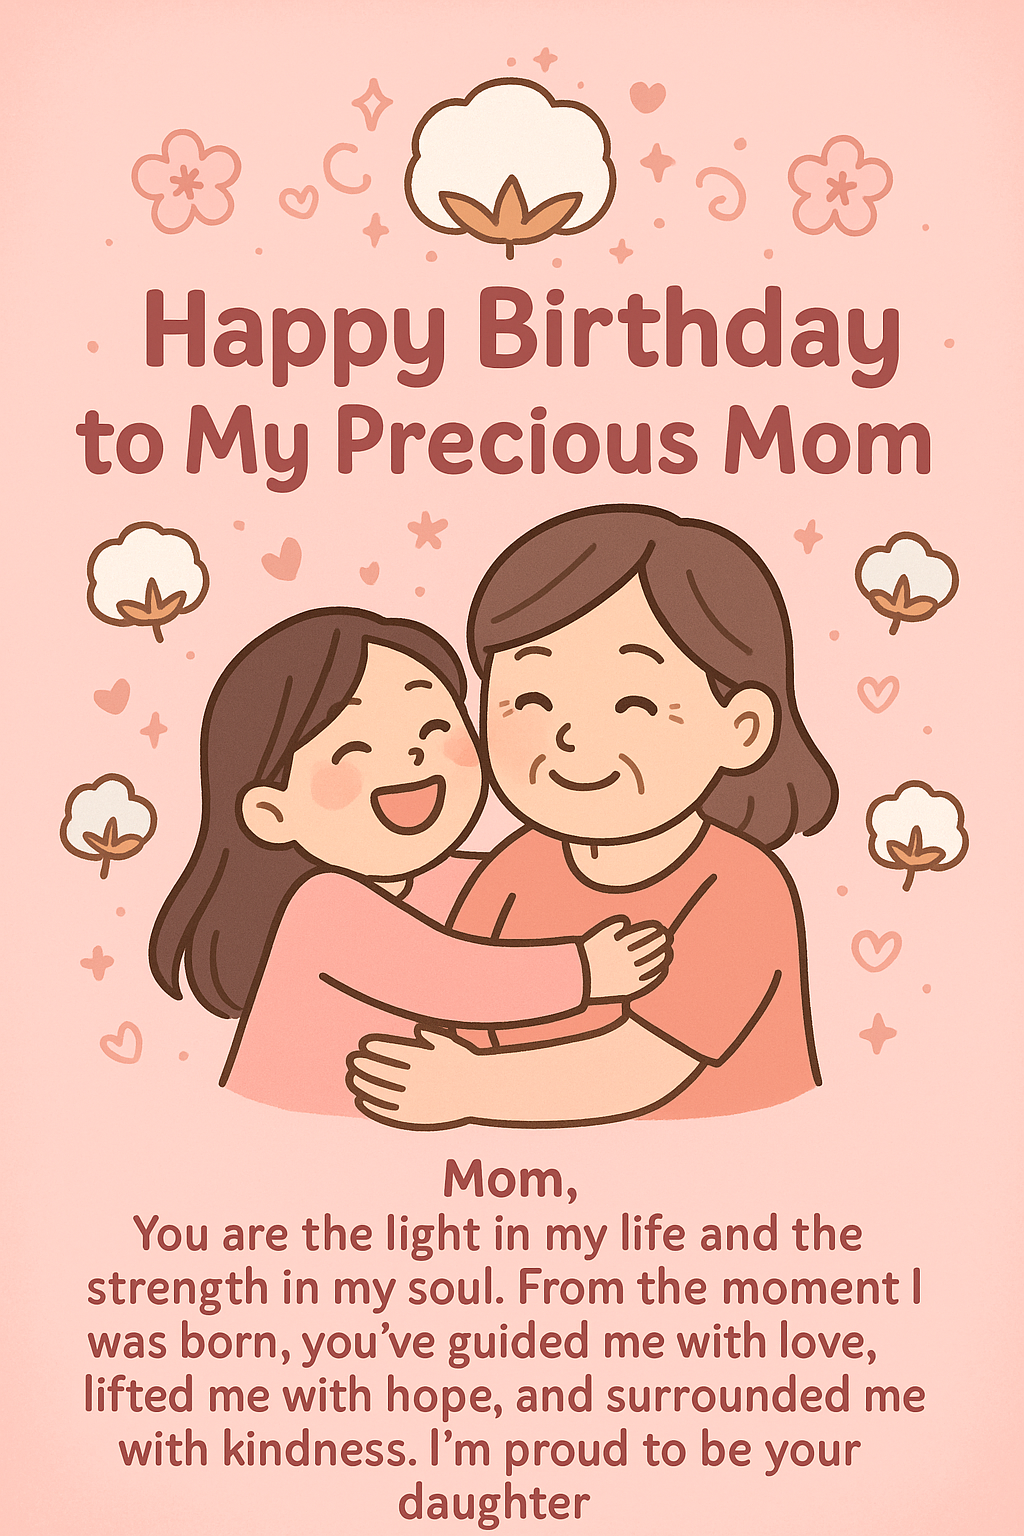 Happy Birthday
to My Precious Mom
Mom,
You are the light in my life and the
strength in my soul. From the moment I
was born, you’ve guided me with love,
lifted me with hope, and surrounded me
with kindness. I’m proud to be your
daughter